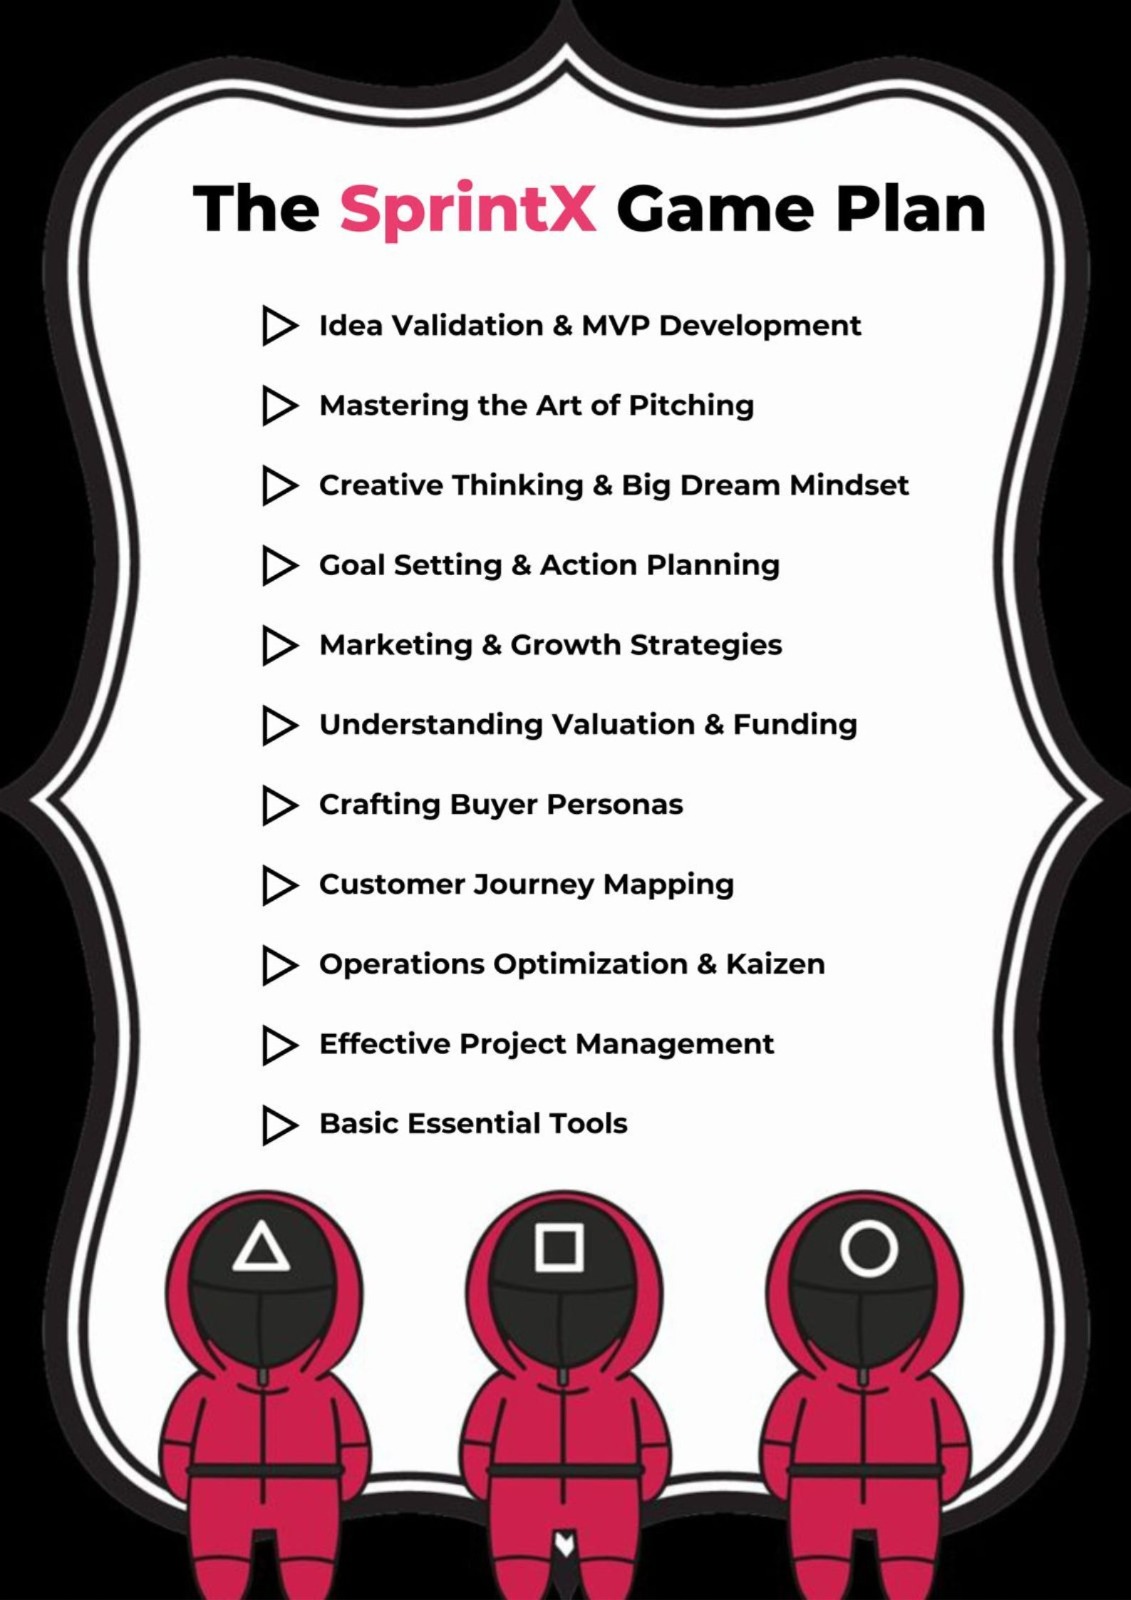 The SprintX Game Plan
Idea Validation & MVP Development
Mastering the Art of Pitching
Creative Thinking & Big Dream Mindset
Goal Setting & Action Planning
Marketing & Growth Strategies
Understanding Valuation & Funding
Crafting Buyer Personas
Customer Journey Mapping
Operations Optimization & Kaizen
Effective Project Management
Basic Essential Tools